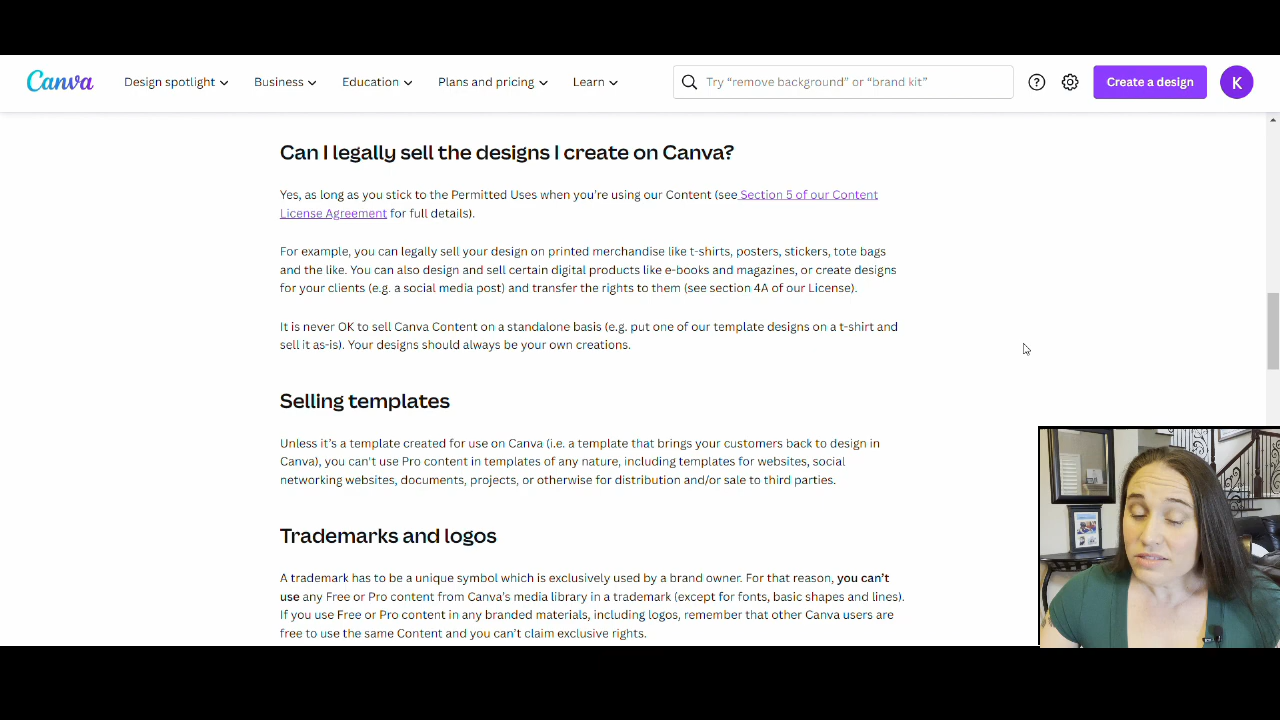 Canva
Design spotlight
Business
Education
Plans and pricing
Learn
Try “remove background” or “brand kit”
?
Create a design
K
Can I legally sell the designs I create on Canva?
Yes, as long as you stick to the Permitted Uses when you're using our Content (see Section 5 of our Content
License Agreement for full details).
For example, you can legally sell your design on printed merchandise like t-shirts, posters, stickers, tote bags
and the like. You can also design and sell certain digital products like e-books and magazines, or create designs
for your clients (e.g. a social media post) and transfer the rights to them (see section 4A of our License).
It is never OK to sell Canva Content on a standalone basis (e.g. put one of our template designs on a t-shirt and
sell it as-is). Your designs should always be your own creations.
Selling templates
Unless it’s a template created for use on Canva (i.e. a template that brings your customers back to design in
Canva), you can't use Pro content in templates of any nature, including templates for websites, social
networking websites, documents, projects, or otherwise for distribution and/or sale to third parties.
Trademarks and logos
A trademark has to be a unique symbol which is exclusively used by a brand owner. For that reason, you can’t
use any Free or Pro content from Canva’s media library in a trademark (except for fonts, basic shapes and lines).
If you use Free or Pro content in any branded materials, including logos, remember that other Canva users are
free to use the same Content and you can’t claim exclusive rights.